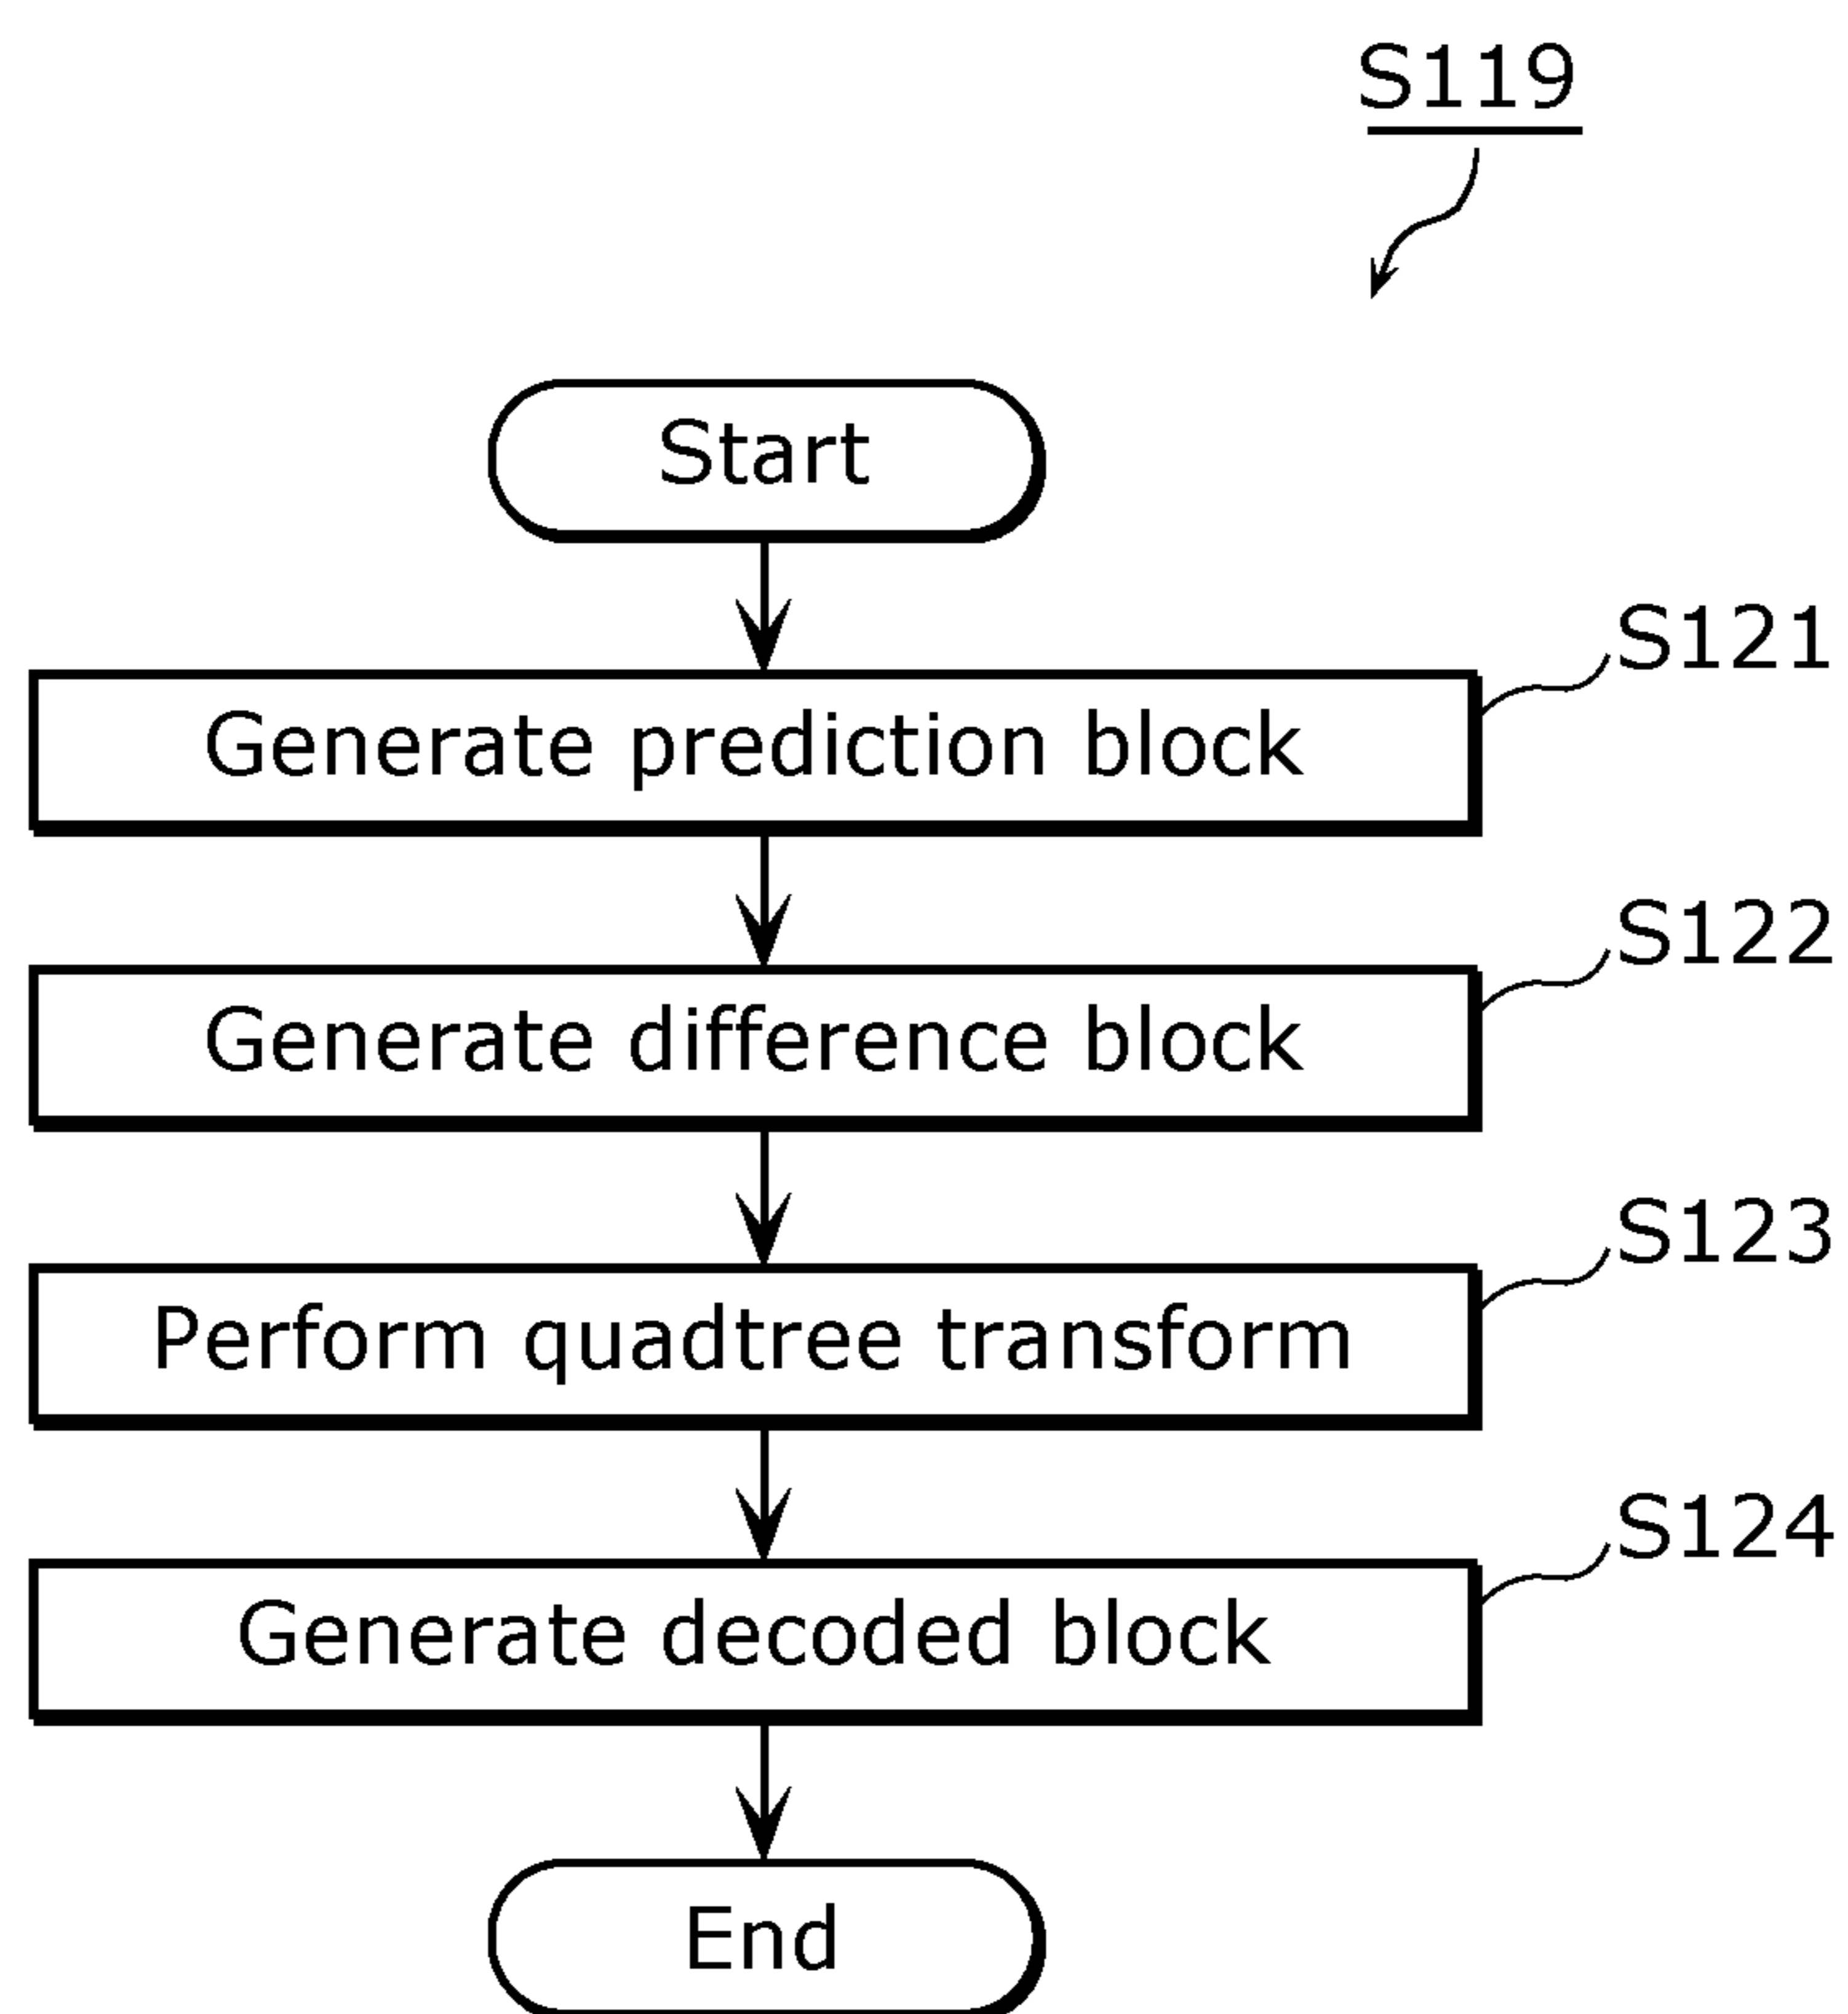 S119
Start
S121
Generate prediction block
S122
Generate difference block
S123
Perform quadtree transform
S124
Generate decoded block
End